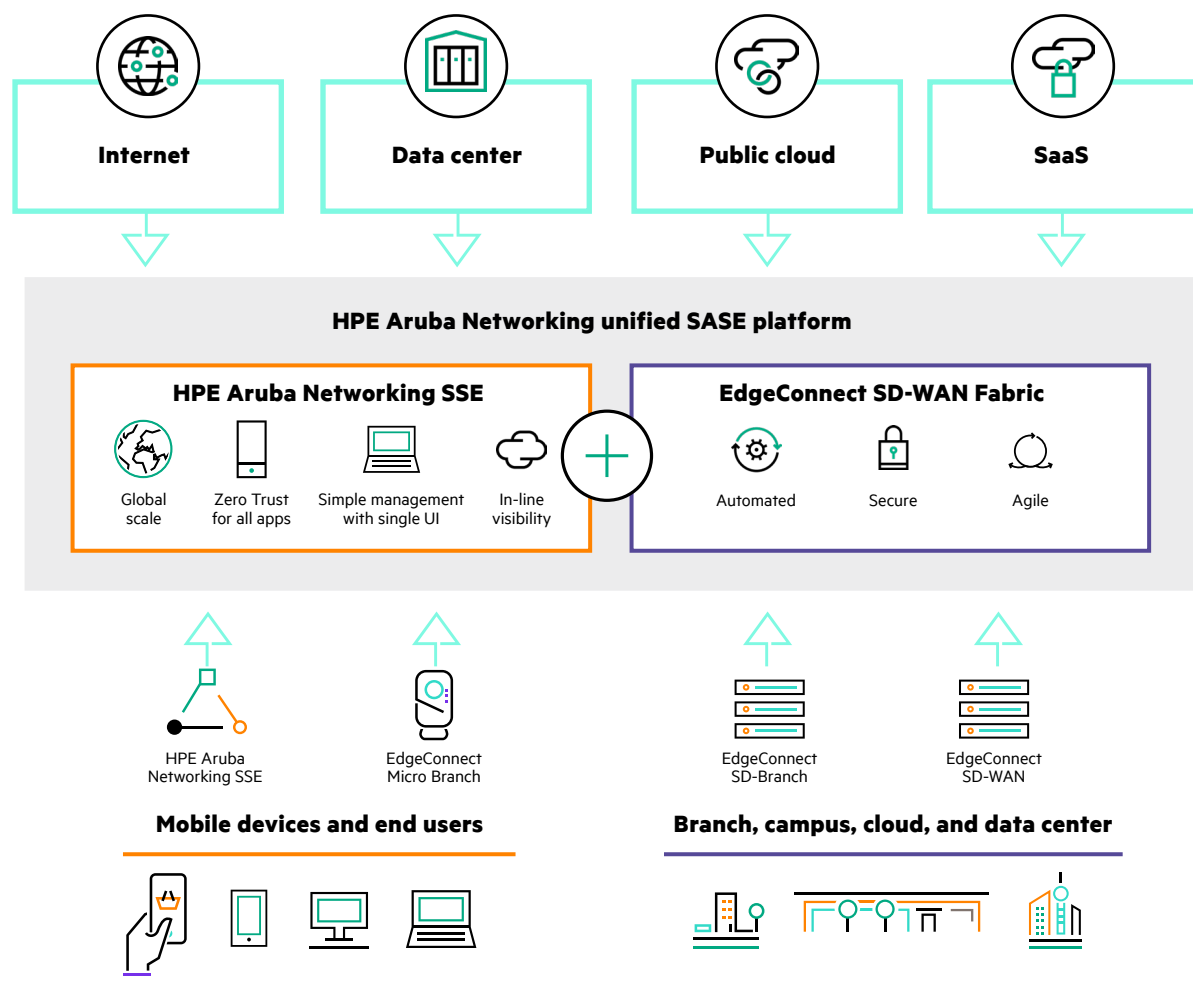 Internet
Data center
Public cloud
SaaS
HPE Aruba Networking unified SASE platform
HPE Aruba Networking SSE
Global
scale
Zero Trust
for all apps
Simple management
with single UI
In-line
visibility
EdgeConnect SD-WAN Fabric
Automated
Secure
Agile
HPE Aruba
Networking SSE
EdgeConnect
Micro Branch
EdgeConnect
SD-Branch
EdgeConnect
SD-WAN
Mobile devices and end users
Branch, campus, cloud, and data center